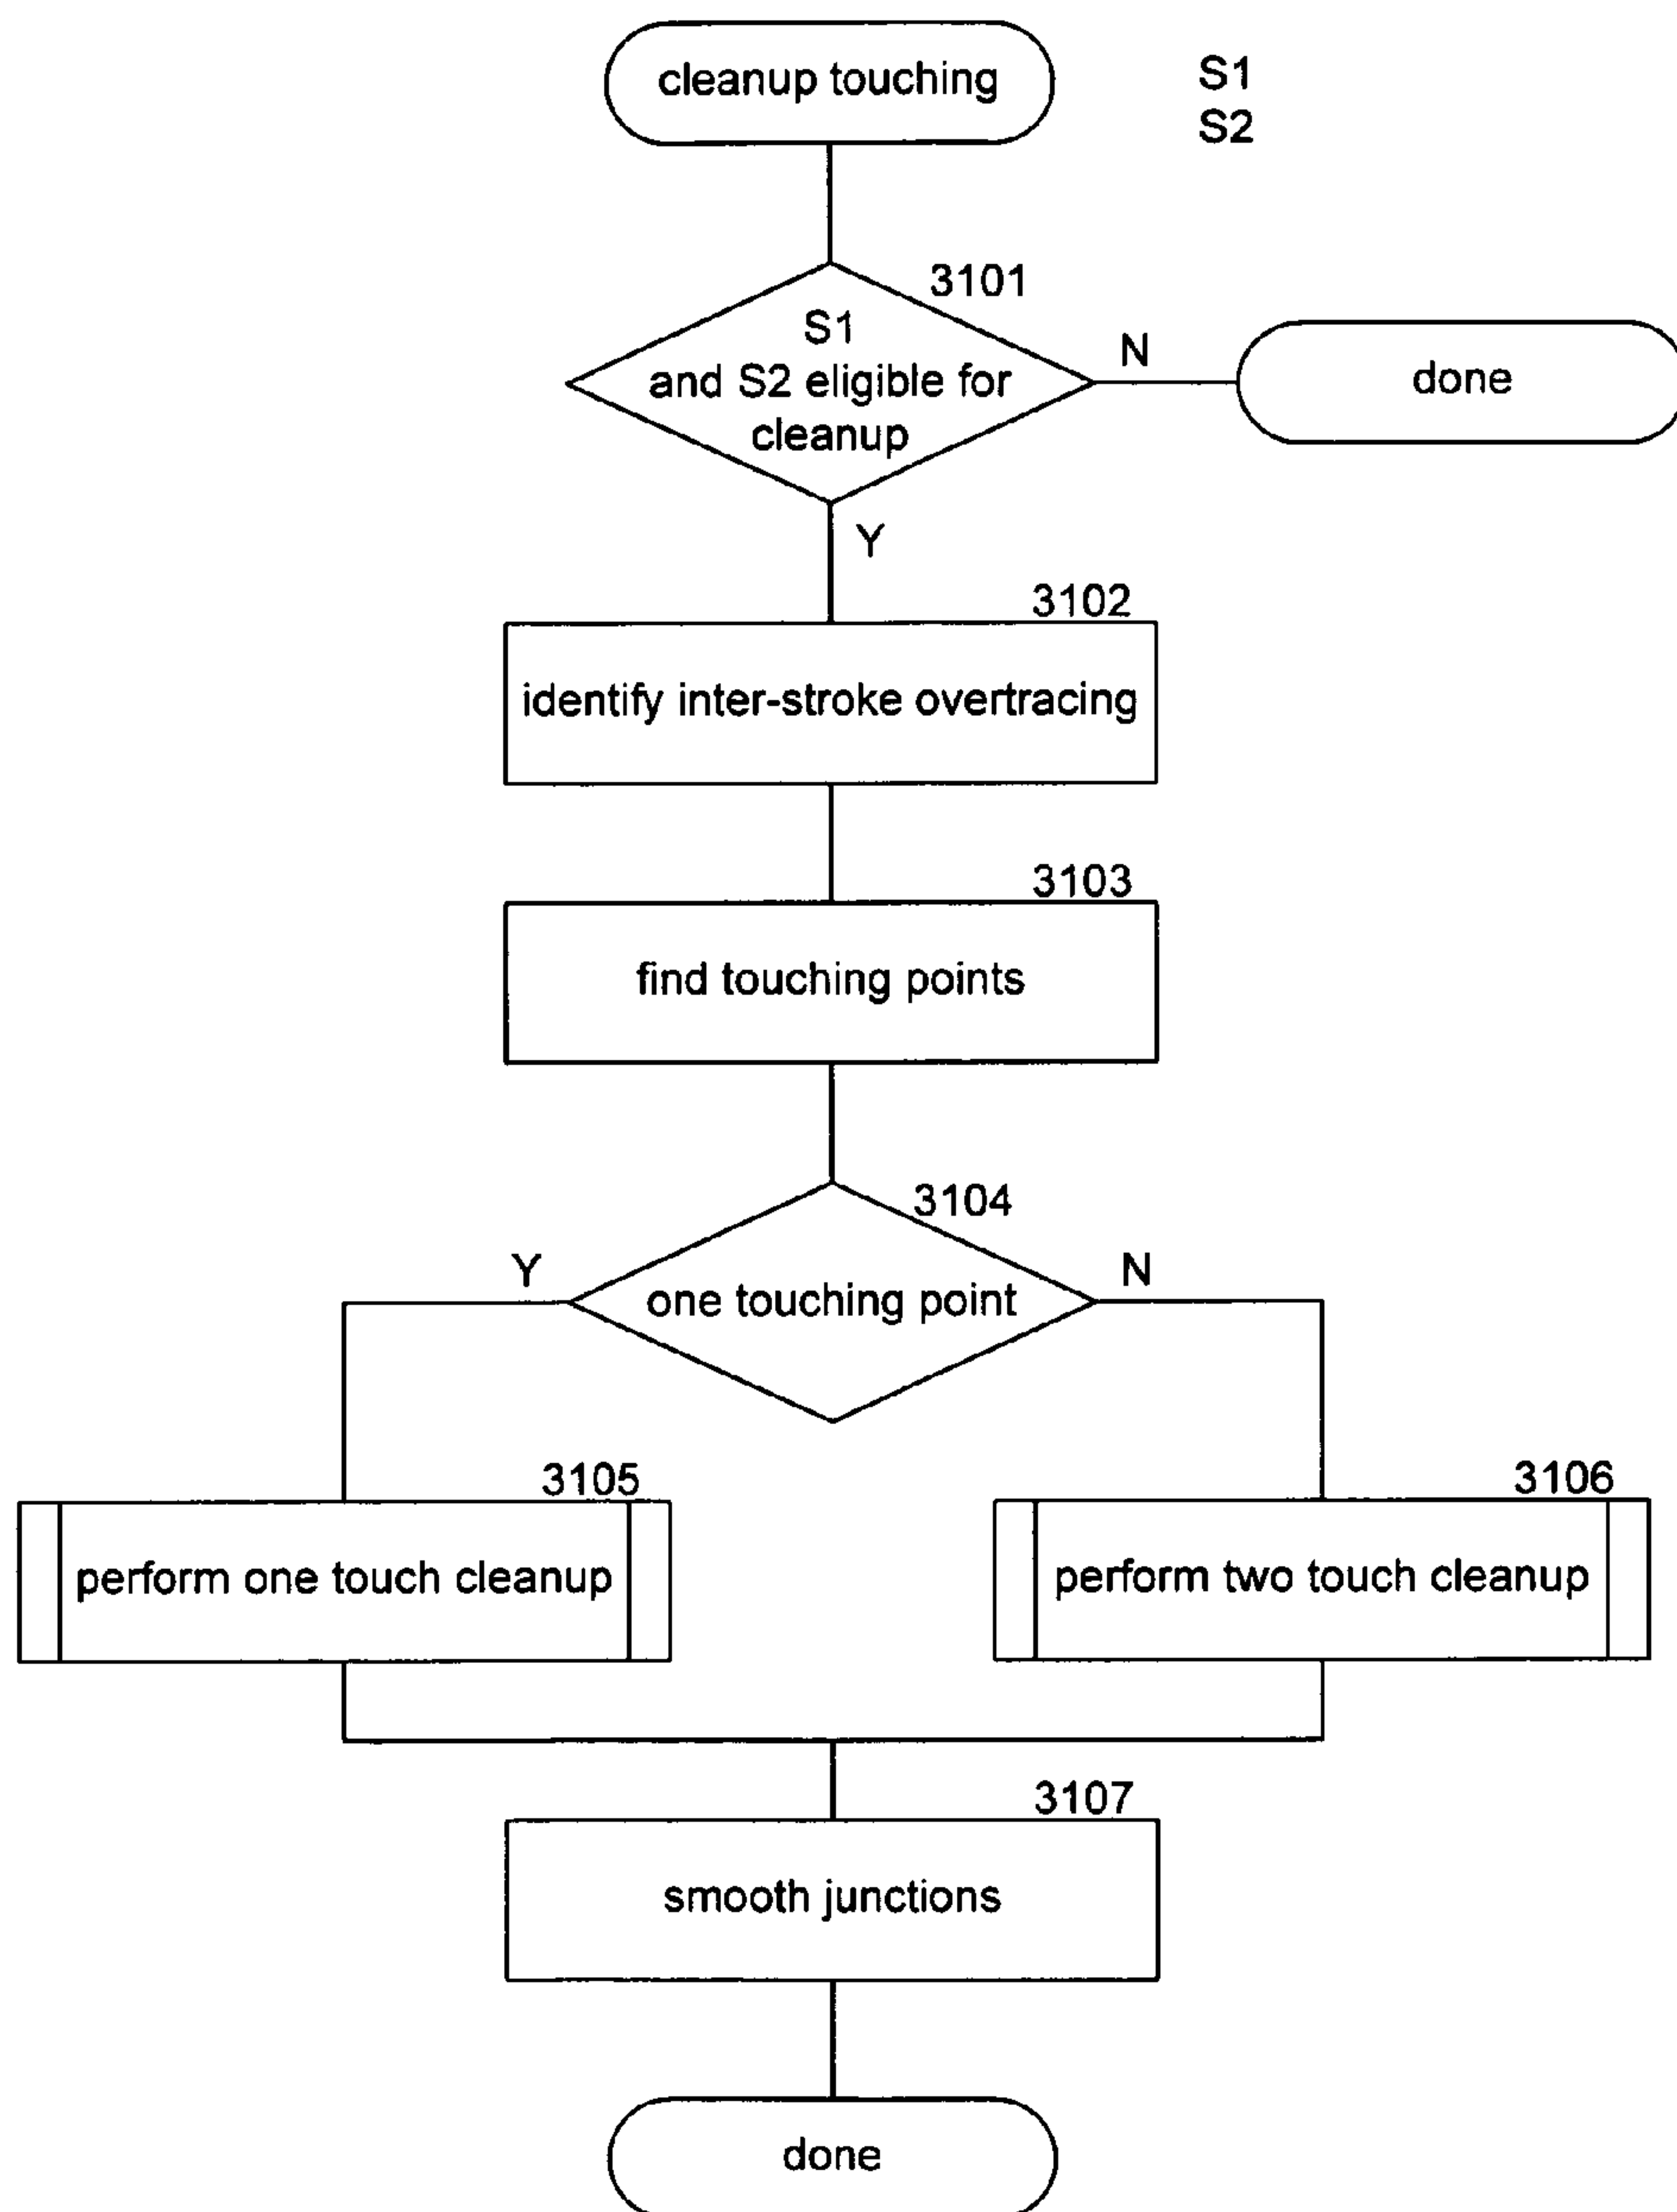 cleanup touching
S1
S2
3101
S1
and S2 eligible for
cleanup
N
done
Y
3102
identify inter-stroke overtracing
3103
find touching points
3104
Y
one touching point
N
3105
perform one touch cleanup
3106
perform two touch cleanup
3107
smooth junctions
done